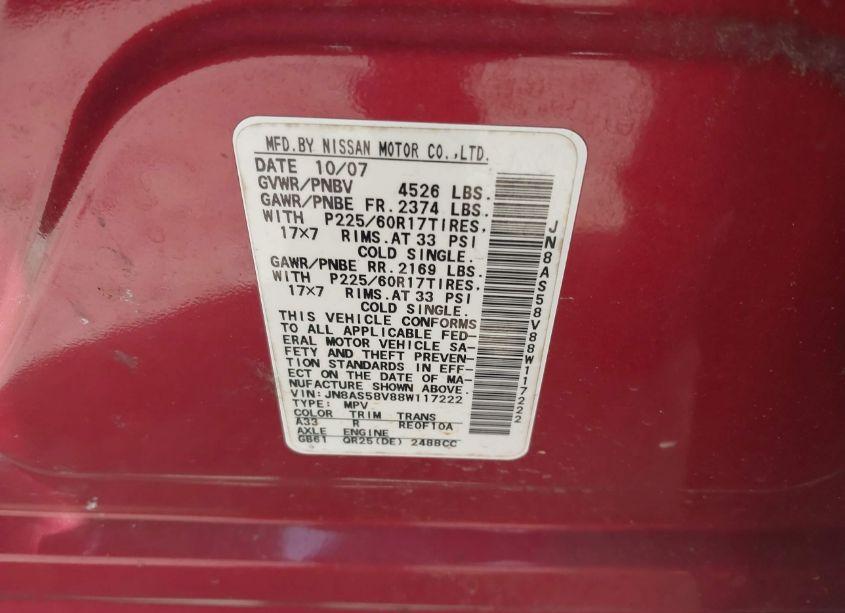 MFD.BY NISSAN MOTOR CO.,LTD.
DATE 10/07
GVWR/PNBV 4526 LBS.
GAWR/PNBE FR. 2374 LBS.
WITH P225/60R17TIRES,
17×7 RIMS.AT 33 PSI
COLD SINGLE.
GAWR/PNBE RR. 2169 LBS.
WITH P225/60R17TIRES,
17×7 RIMS.AT 33 PSI
COLD SINGLE.
THIS VEHICLE CONFORMS
TO ALL APPLICABLE FED-
ERAL MOTOR VEHICLE SA-
FETY AND THEFT PREVEN-
TION STANDARDS IN EFF-
ECT ON THE DATE OF MA-
NUFACTURE SHOWN ABOVE.
VIN: JN8AS58V88W117222
TYPE: MPV
COLOR TRIM TRANS
A33 R RE0F10A
AXLE ENGINE
GB61 QR25(DE) 2488CC
JN8AS58V88W117222